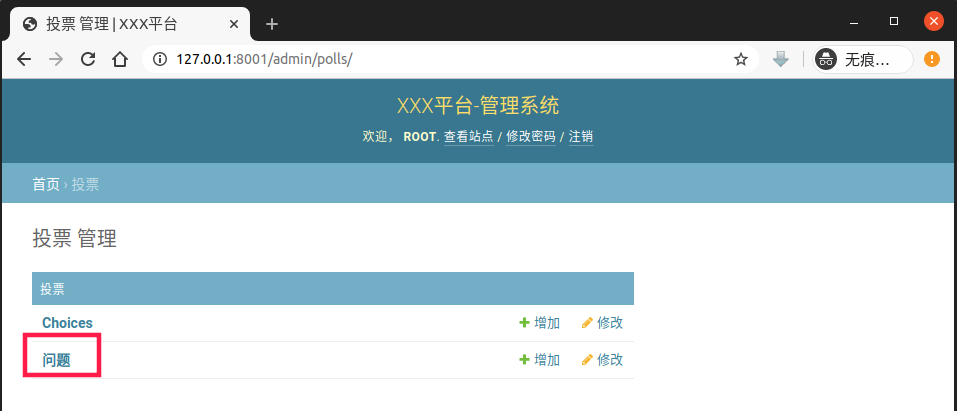 投票 管理 | XXX平台
127.0.0.1:8001/admin/polls/
无痕…
XXX平台-管理系统
欢迎， ROOT. 查看站点 / 修改密码 / 注销
首页 › 投票
投票 管理
投票
Choices 增加 修改
问题 增加 修改